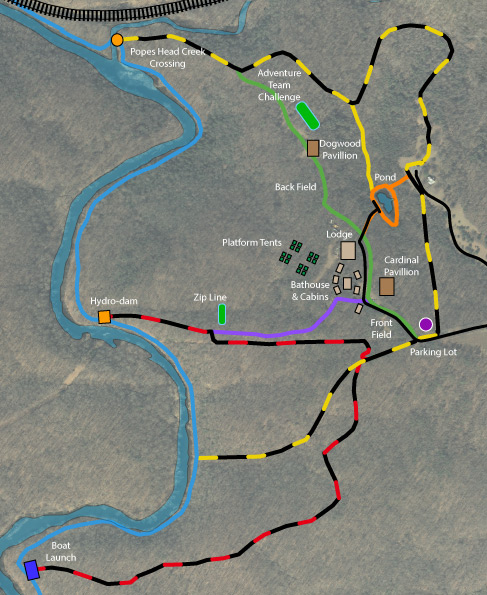 Popes Head Creek
Crossing
Adventure
Team
Challenge
Dogwood
Pavillion
Pond
Back Field
Lodge
Platform Tents
Cardinal
Pavillion
Bathouse
& Cabins
Zip Line
Hydro-dam
Front
Field
Parking Lot
Boat
Launch